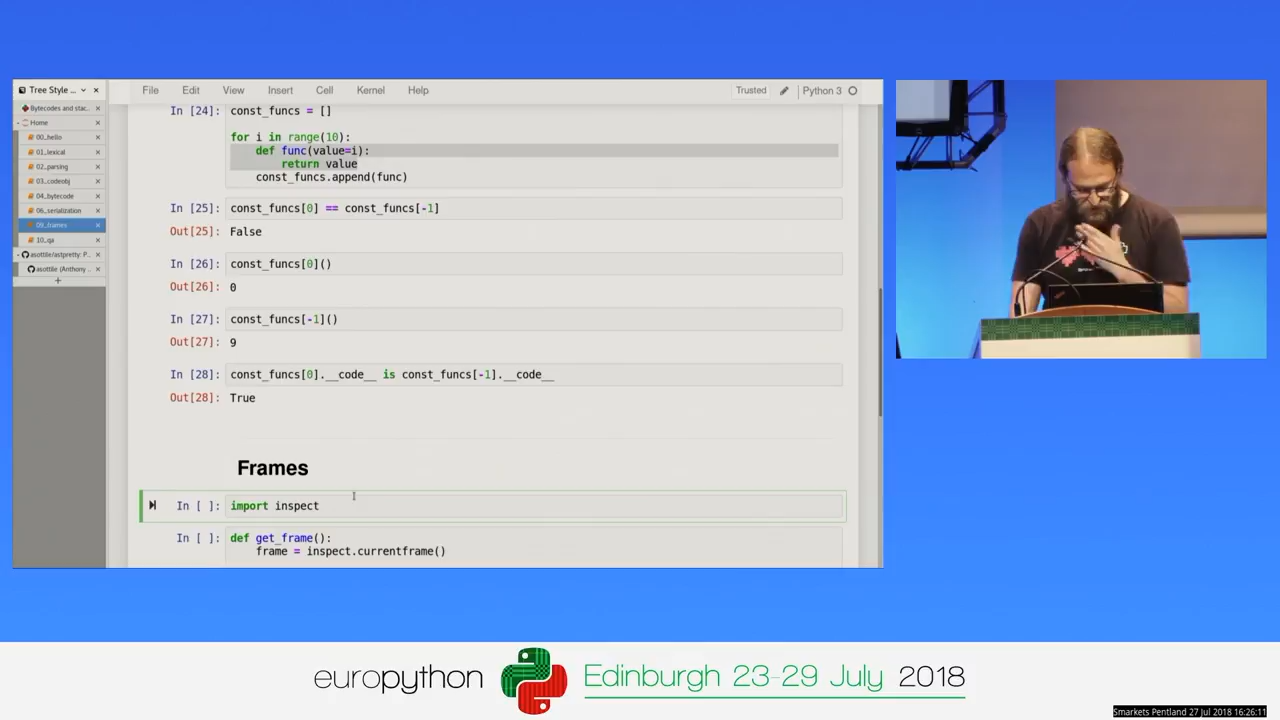 Tree Style ...
Bytecodes and stac
Home
00_hello
01_lexical
02_parsing
03_codeobj
04_bytecode
06_serialization
09_frames
10_qa
asottile/astpretty: P
asottile (Anthony
File Edit View Insert Cell Kernel Help
Trusted Python 3
In [24]: const_funcs = []
for i in range(10):
def func(value=i):
return value
const_funcs.append(func)
In [25]: const_funcs[0] == const_funcs[-1]
Out[25]: False
In [26]: const_funcs[0]()
Out[26]: 0
In [27]: const_funcs[-1]()
Out[27]: 9
In [28]: const_funcs[0].__code__ is const_funcs[-1].__code__
Out[28]: True
Frames
In [ ]: import inspect
In [ ]: def get_frame():
frame = inspect.currentframe()
europython Edinburgh 23-29 July 2018
Smarkets Pentland 27 Jul 2018 16:26:11